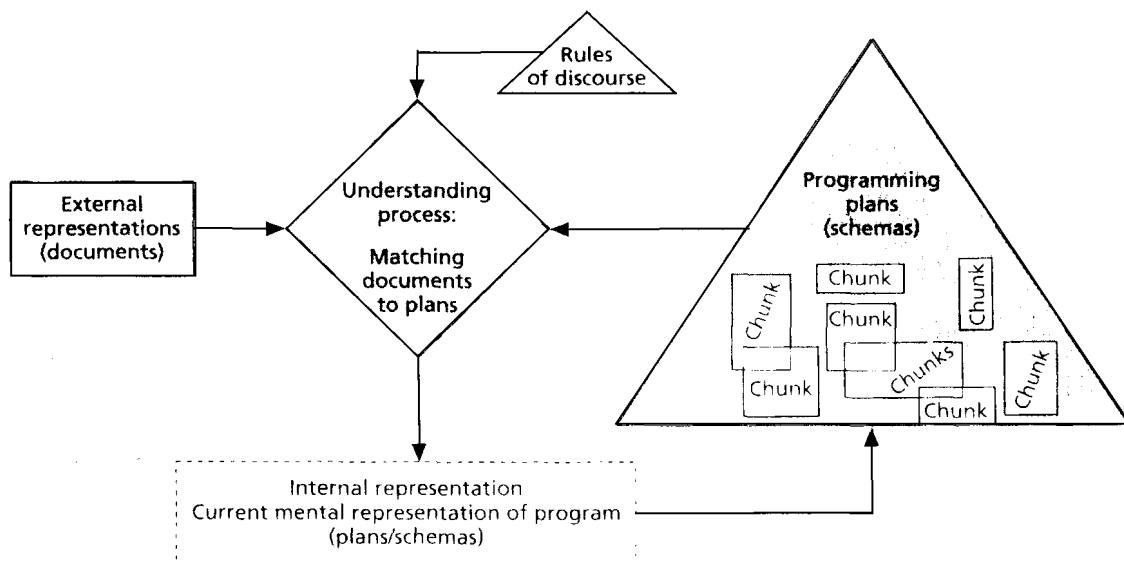 Rules
of discourse
External
representations
(documents)
Understanding
process:
Matching
documents
to plans
Programming
plans
(schemas)
Chunk
Chunk
Chunk
Chunk
Chunks
Chunk
Chunk
Chunk
Internal representation
Current mental representation of program
(plans/schemas)